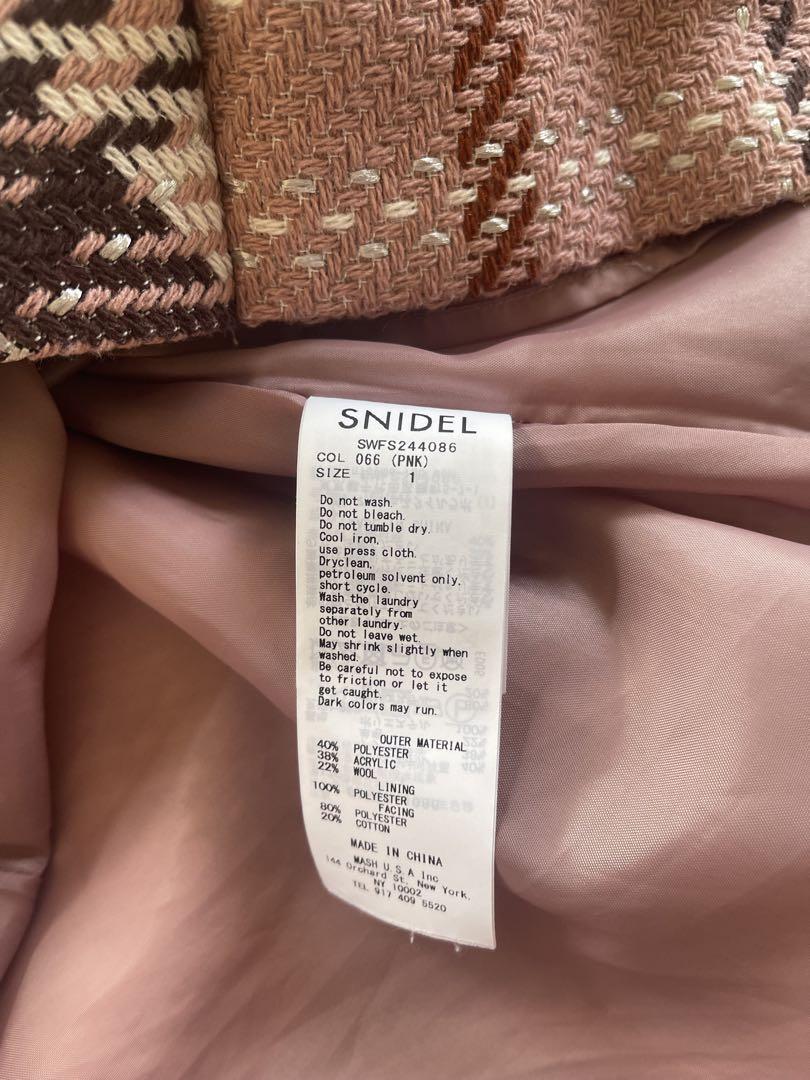 SNIDEL
SWFS244086
COL 066 (PNK)
SIZE 1
Do not wash.
Do not bleach.
Do not tumble dry.
Cool iron,
use press cloth.
Dryclean,
petroleum solvent only,
short cycle.
Wash the laundry
separately from
other laundry.
Do not leave wet.
May shrink slightly when
washed.
Be careful not to expose
to friction or let it
get caught.
Dark colors may run.
OUTER MATERIAL
40% POLYESTER
38% ACRYLIC
22% WOOL
LINING
100% POLYESTER
FACING
80% POLYESTER
20% COTTON
MADE IN CHINA
MASH U S A Inc
144 Orchard St. New York.
NY 10002
TEL 917 409 5520